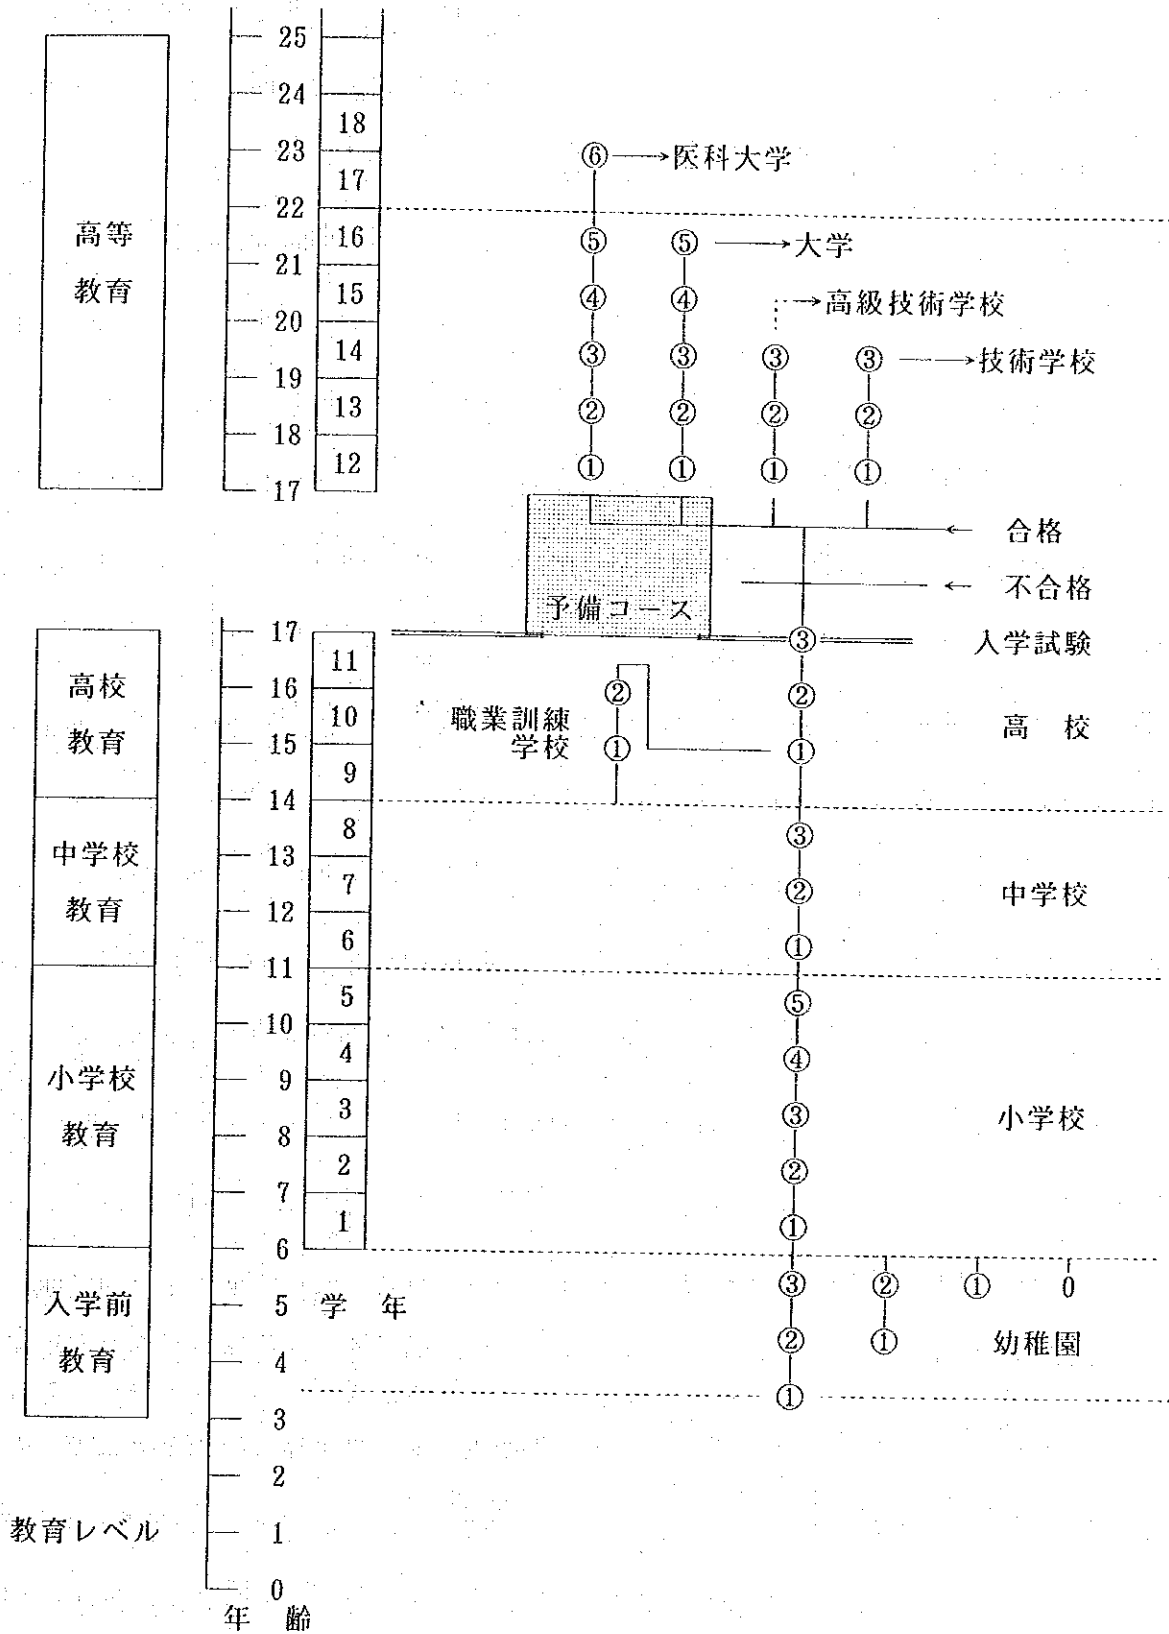 25
24
18
23
⑥ → 医科大学
17
22
高等
教育
16
⑤
⑤ → 大学
21
15
④
④
→ 高級技術学校
20
14
③
③
③
③ → 技術学校
19
13
②
②
②
②
18
12
①
①
①
①
17
← 合格
← 不合格
予備コース
17
③
入学試験
高校
教育
11
16
②
②
職業訓練
学校
10
高 校
15
①
①
9
14
中学校
教育
8
③
13
7
②
中学校
12
6
①
11
5
⑤
10
4
④
小学校
教育
9
3
③
小学校
8
2
②
7
1
①
6
入学前
教育
③
②
①
0
5
学 年
②
①
幼稚園
4
①
3
2
教育レベル
1
0
年 齢